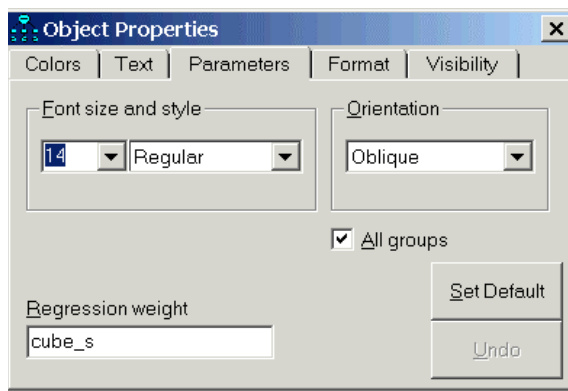 Object Properties
Colors Text Parameters Format Visibility
Font size and style
Orientation
14 Regular
Oblique
All groups
Set Default
Regression weight
cube_s
Undo